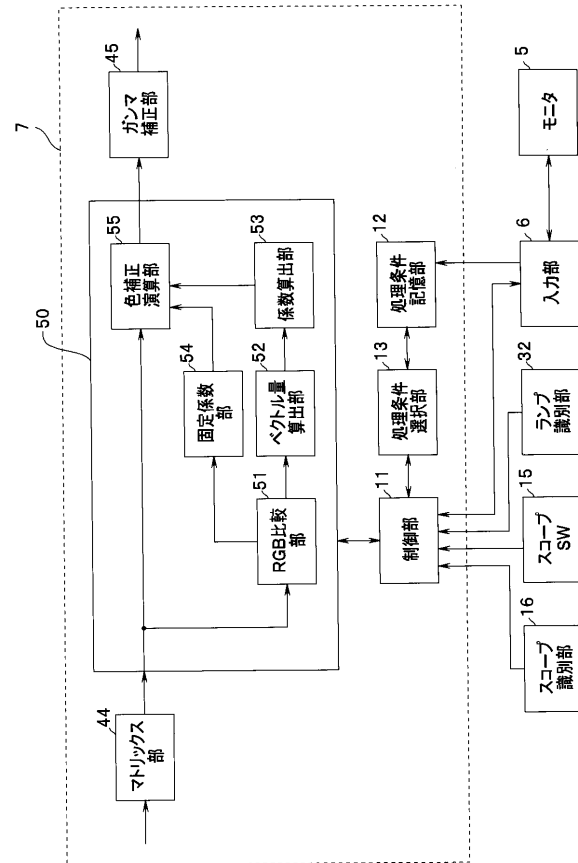 7
50
44
マトリックス
部
51
RGB比較
部
54
固定係数
部
52
ベクトル量
算出部
55
色補正
演算部
53
係数算出部
45
ガンマ
補正部
11
制御部
13
処理条件
選択部
12
処理条件
記憶部
16
スコープ
識別部
15
スコープ
SW
32
ランプ
識別部
6
入力部
5
モニタ